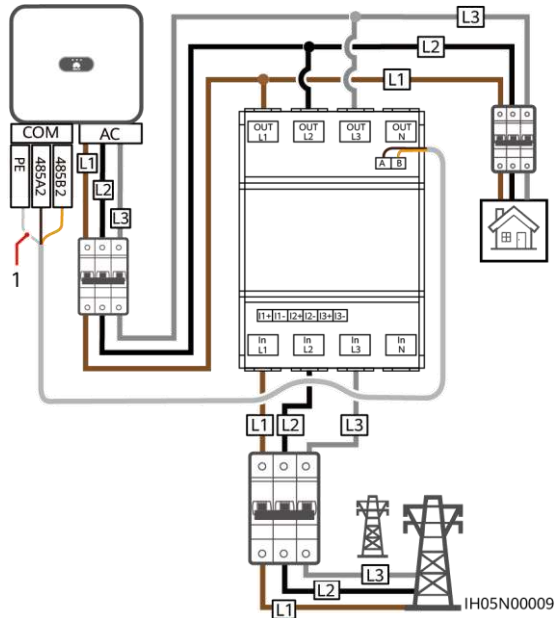 L3
L2
L1
COM
AC
PE
485A2
485B2
L1
L2
L3
1
OUT L1
OUT L2
OUT L3
OUT N
A
B
I1+
I1-
I2+
I2-
I3+
I3-
In L1
In L2
In L3
In N
L1
L2
L3
L3
L2
L1
IH05N00009